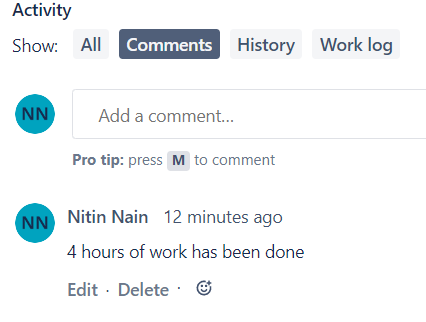 Activity
Show: All Comments History Work log
NN Add a comment…
Pro tip: press M to comment
NN Nitin Nain 12 minutes ago
4 hours of work has been done
Edit · Delete ·